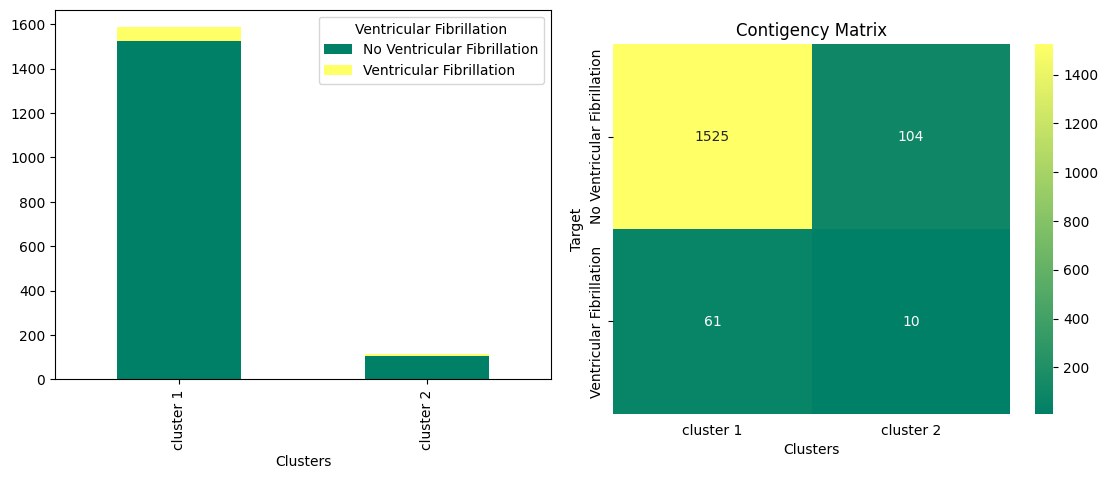 1600
1400
1200
1000
800
600
400
200
0
cluster 1
cluster 2
Clusters
Ventricular Fibrillation
No Ventricular Fibrillation
Ventricular Fibrillation
Contigency Matrix
Target
No Ventricular Fibrillation
Ventricular Fibrillation
1525
104
61
10
cluster 1
cluster 2
Clusters
1400
1200
1000
800
600
400
200